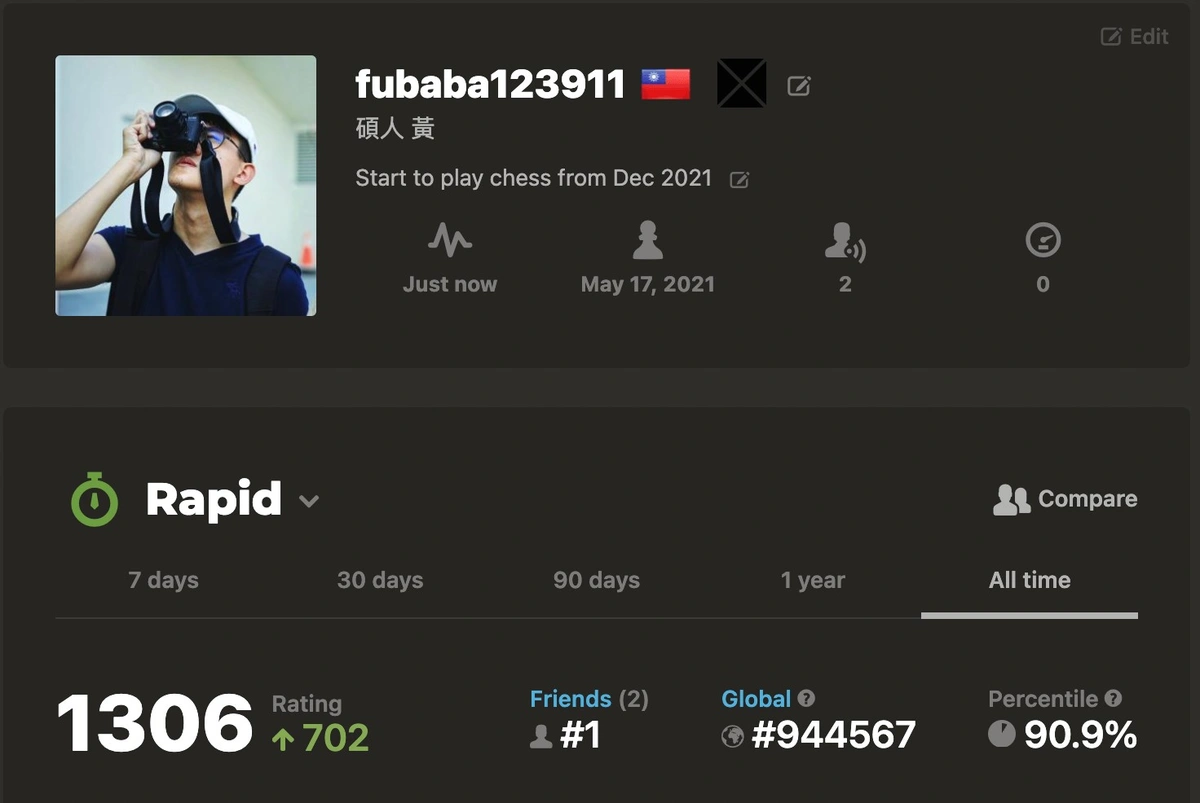 Edit
fubaba123911
碩人 黃
Start to play chess from Dec 2021
Just now
May 17, 2021
2
0
Rapid
Compare
7 days
30 days
90 days
1 year
All time
1306
Rating
702
Friends (2)
#1
Global
#944567
Percentile
90.9%